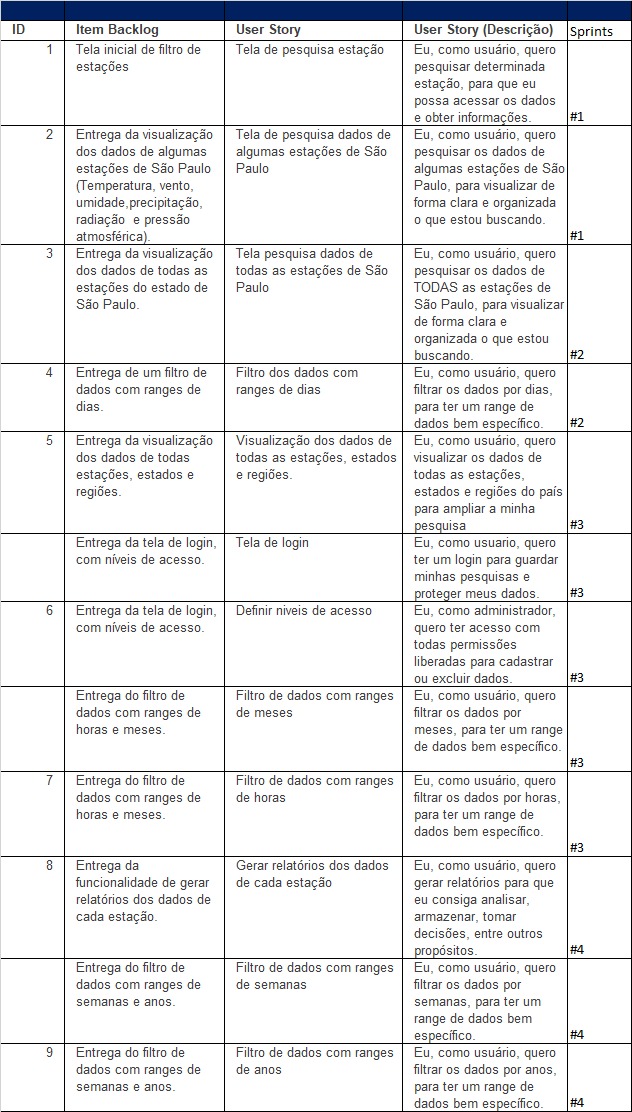 ID Item Backlog User Story User Story (Descrição) Sprints
1
Tela inicial de filtro de
estações
Tela de pesquisa estação
Eu, como usuário, quero
pesquisar determinada
estação, para que eu
possa acessar os dados
e obter informações.
#1
2
Entrega da visualização
dos dados de algumas
estações de São Paulo
(Temperatura, vento,
umidade,precipitação,
radiação e pressão
atmosférica).
Tela de pesquisa dados de
algumas estações de São
Paulo
Eu, como usuário, quero
pesquisar os dados de
algumas estações de São
Paulo, para visualizar de
forma clara e organizada
o que estou buscando.
#1
3
Entrega da visualização
dos dados de todas as
estações do estado de
São Paulo.
Tela pesquisa dados de
todas as estações de São
Paulo
Eu, como usuário, quero
pesquisar os dados de
TODAS as estações de
São Paulo, para visualizar
de forma clara e
organizada o que estou
buscando.
#2
4
Entrega de um filtro de
dados com ranges de
dias.
Filtro dos dados com
ranges de dias
Eu, como usuário, quero
filtrar os dados por dias,
para ter um range de
dados bem específico.
#2
5
Entrega da visualização
dos dados de todas
estações, estados e
regiões.
Visualização dos dados de
todas as estações, estados
e regiões.
Eu, como usuário, quero
visualizar os dados de
todas as estações,
estados e regiões do país
para ampliar a minha
pesquisa
#3
Entrega da tela de login,
com níveis de acesso.
Tela de login
Eu, como usuario, quero
ter um login para guardar
minhas pesquisas e
proteger meus dados.
#3
6
Entrega da tela de login,
com níveis de acesso.
Definir niveis de acesso
Eu, como administrador,
quero ter acesso com
todas permissões
liberadas para cadastrar
ou excluir dados.
#3
Entrega do filtro de
dados com ranges de
horas e meses.
Filtro de dados com ranges
de meses
Eu, como usuário, quero
filtrar os dados por
meses, para ter um range
de dados bem específico.
#3
7
Entrega do filtro de
dados com ranges de
horas e meses.
Filtro de dados com ranges
de horas
Eu, como usuário, quero
filtrar os dados por horas,
para ter um range de
dados bem específico.
#3
8
Entrega da
funcionalidade de gerar
relatórios dos dados de
cada estação.
Gerar relatórios dos dados
de cada estação
Eu, como usuário, quero
gerar relatórios para que
eu consiga analisar,
armazenar, tomar
decisões, entre outros
propósitos.
#4
Entrega do filtro de
dados com ranges de
semanas e anos.
Filtro de dados com ranges
de semanas
Eu, como usuário, quero
filtrar os dados por
semanas, para ter um
range de dados bem
específico.
#4
9
Entrega do filtro de
dados com ranges de
semanas e anos.
Filtro de dados com ranges
de anos
Eu, como usuário, quero
filtrar os dados por anos,
para ter um range de
dados bem específico.
#4